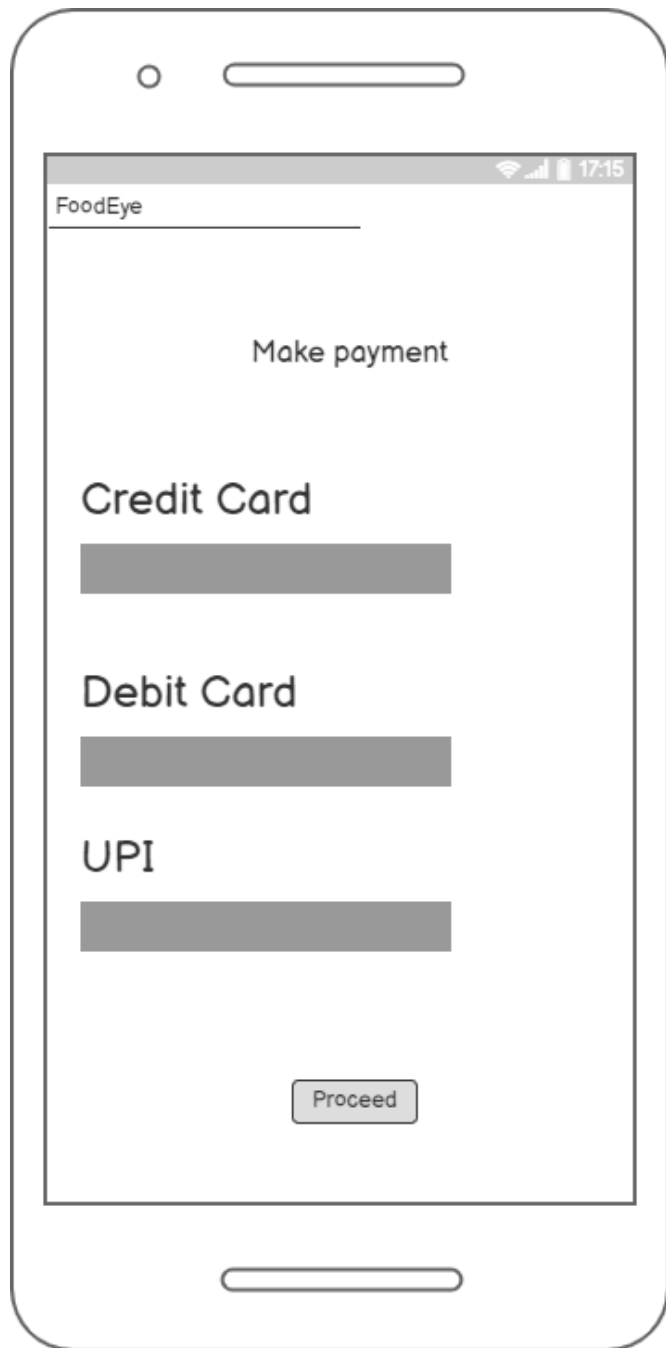 17:15
FoodEye
Make payment
Credit Card
Debit Card
UPI
Proceed